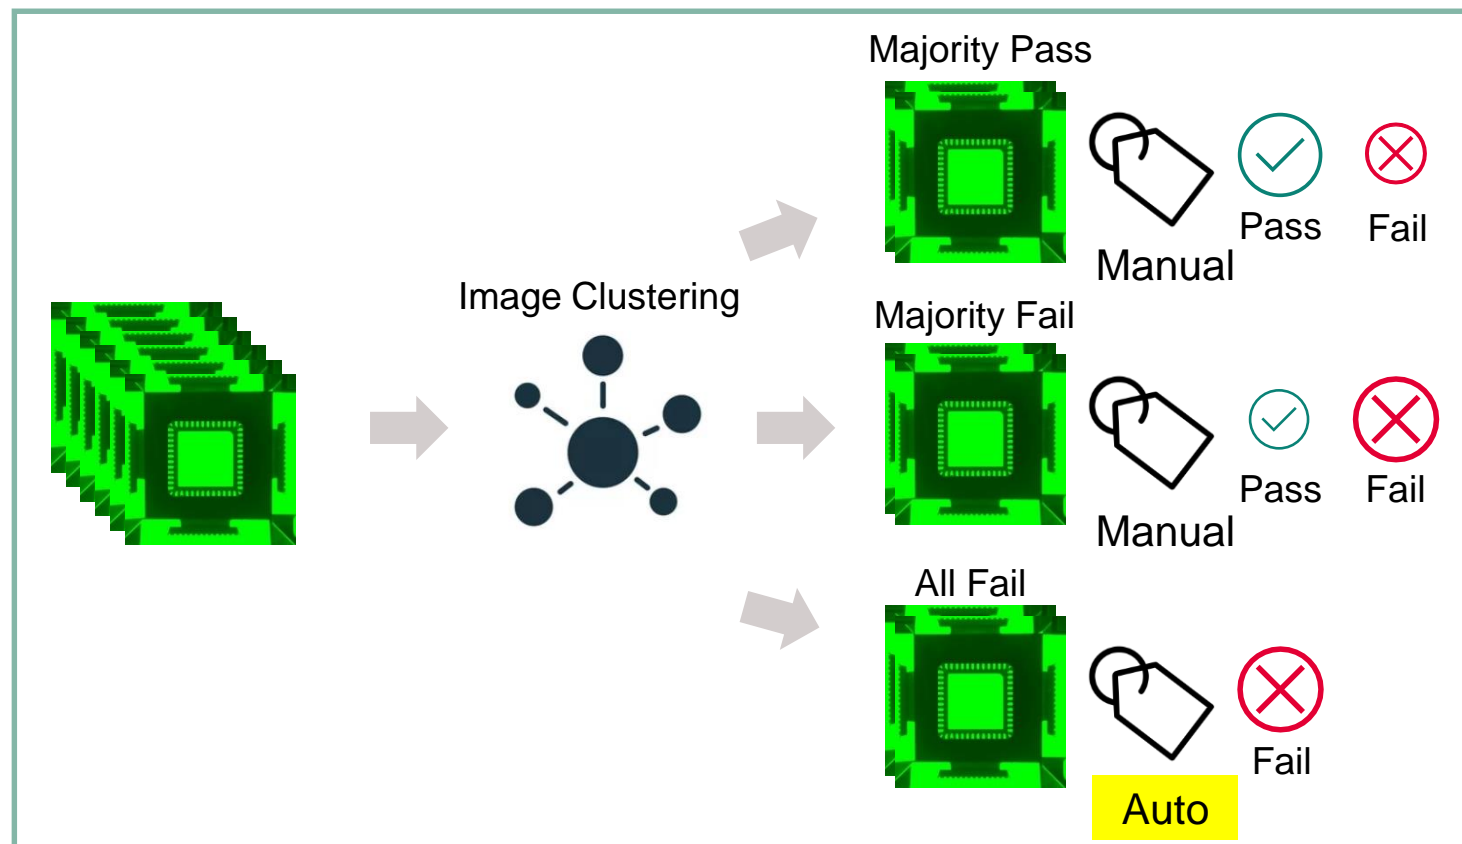 Majority Pass
Manual
Pass
Fail
Image Clustering
Majority Fail
Manual
Pass
Fail
All Fail
Auto
Fail